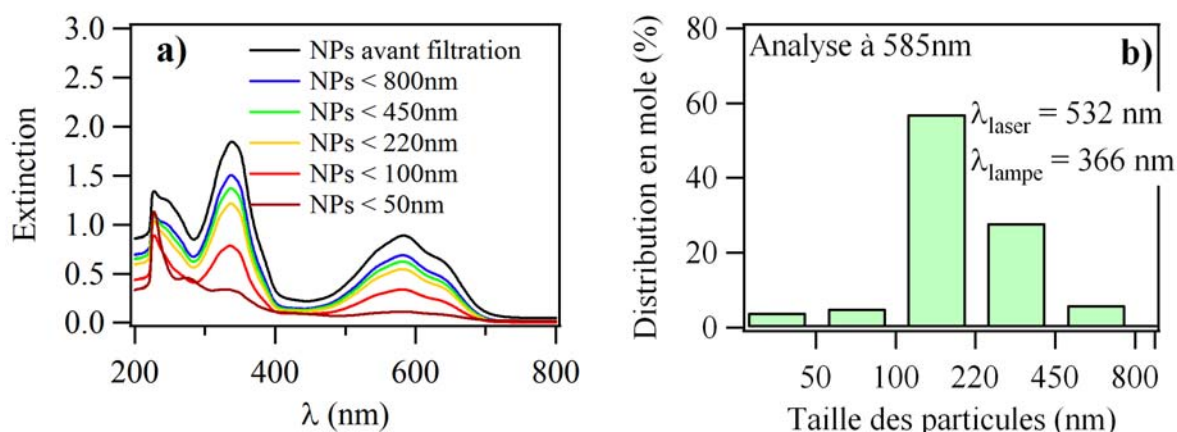 a)
NPs avant filtration
NPs < 800nm
NPs < 450nm
NPs < 220nm
NPs < 100nm
NPs < 50nm
Extinction
3.0
2.5
2.0
1.5
1.0
0.5
0.0
200
400
600
800
λ (nm)
b)
Analyse à 585nm
λlaser = 532 nm
λlampe = 366 nm
Distribution en mole (%)
80
60
40
20
0
50
100
220
450
800
Taille des particules (nm)